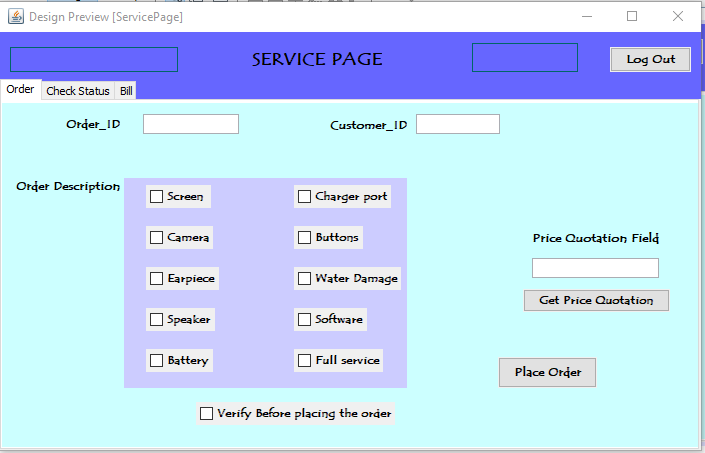 Design Preview [ServicePage]
SERVICE PAGE
Log Out
Order Check Status Bill
Order_ID Customer_ID
Order Description
Screen Charger port
Camera Buttons
Price Quotation Field
Earpiece Water Damage
Get Price Quotation
Speaker Software
Battery Full service
Place Order
Verify Before placing the order